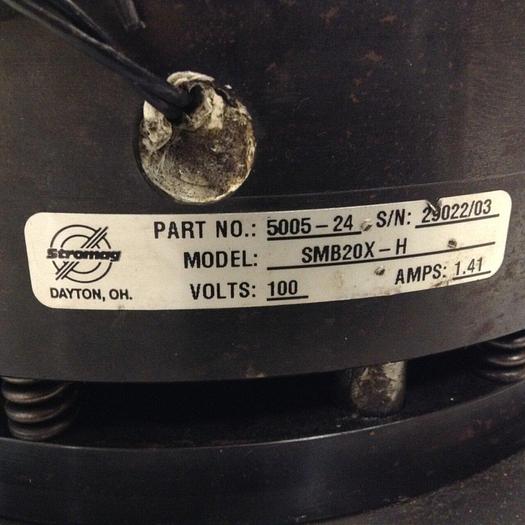 Stromag
DAYTON, OH.
PART NO.: 5005-24 S/N: 29022/03
MODEL: SMB20X-H
VOLTS: 100 AMPS: 1.41